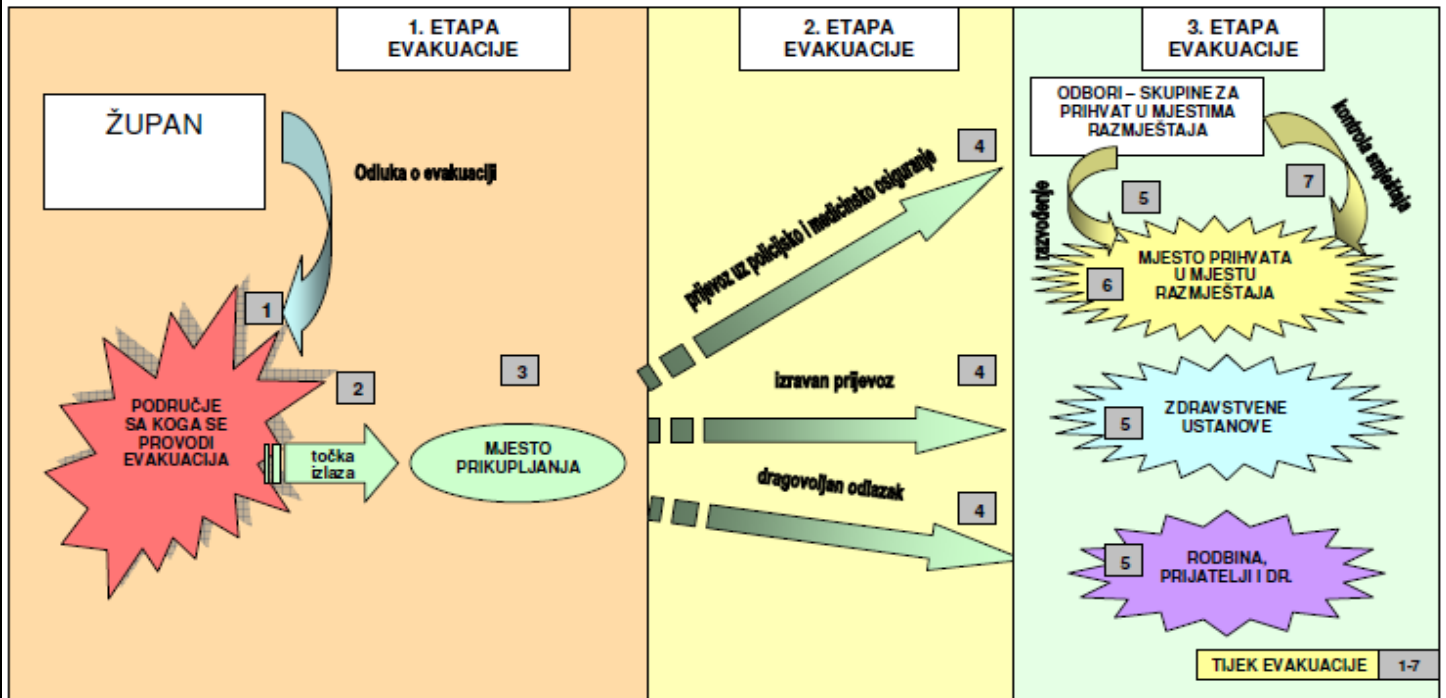 1. ETAPA
EVAKUACIJE
ŽUPAN
Odluka o evakuaciji
1
PODRUČJE
SA KOGA SE
PROVODI
EVAKUACIJA
2
točka
izlaza
3
MJESTO
PRIKUPLJANJA
2. ETAPA
EVAKUACIJE
prijevoz uz policijsko i medicinsko osiguranje
4
izravan prijevoz
4
dragovoljan odlazak
4
3. ETAPA
EVAKUACIJE
ODBORI – SKUPINE ZA
PRIHVAT U MJESTIMA
RAZMJEŠTAJA
razvođenje
5
7
kontrola smještaja
MJESTO PRIHVATA
U MJESTU
RAZMJEŠTAJA
6
ZDRAVSTVENE
USTANOVE
5
RODBINA,
PRIJATELJI I DR.
5
TIJEK EVAKUACIJE 1-7